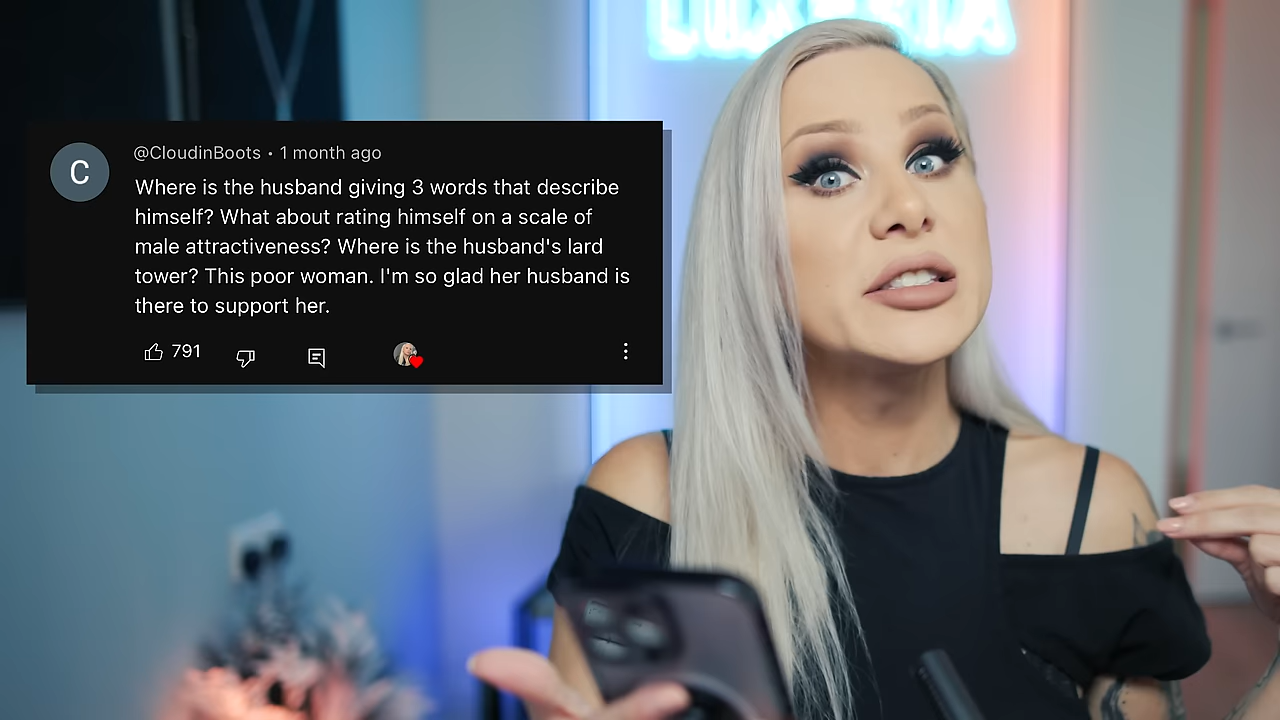 @CloudinBoots • 1 month ago
C
Where is the husband giving 3 words that describe
himself? What about rating himself on a scale of
male attractiveness? Where is the husband's lard
tower? This poor woman. I'm so glad her husband is
there to support her.
791